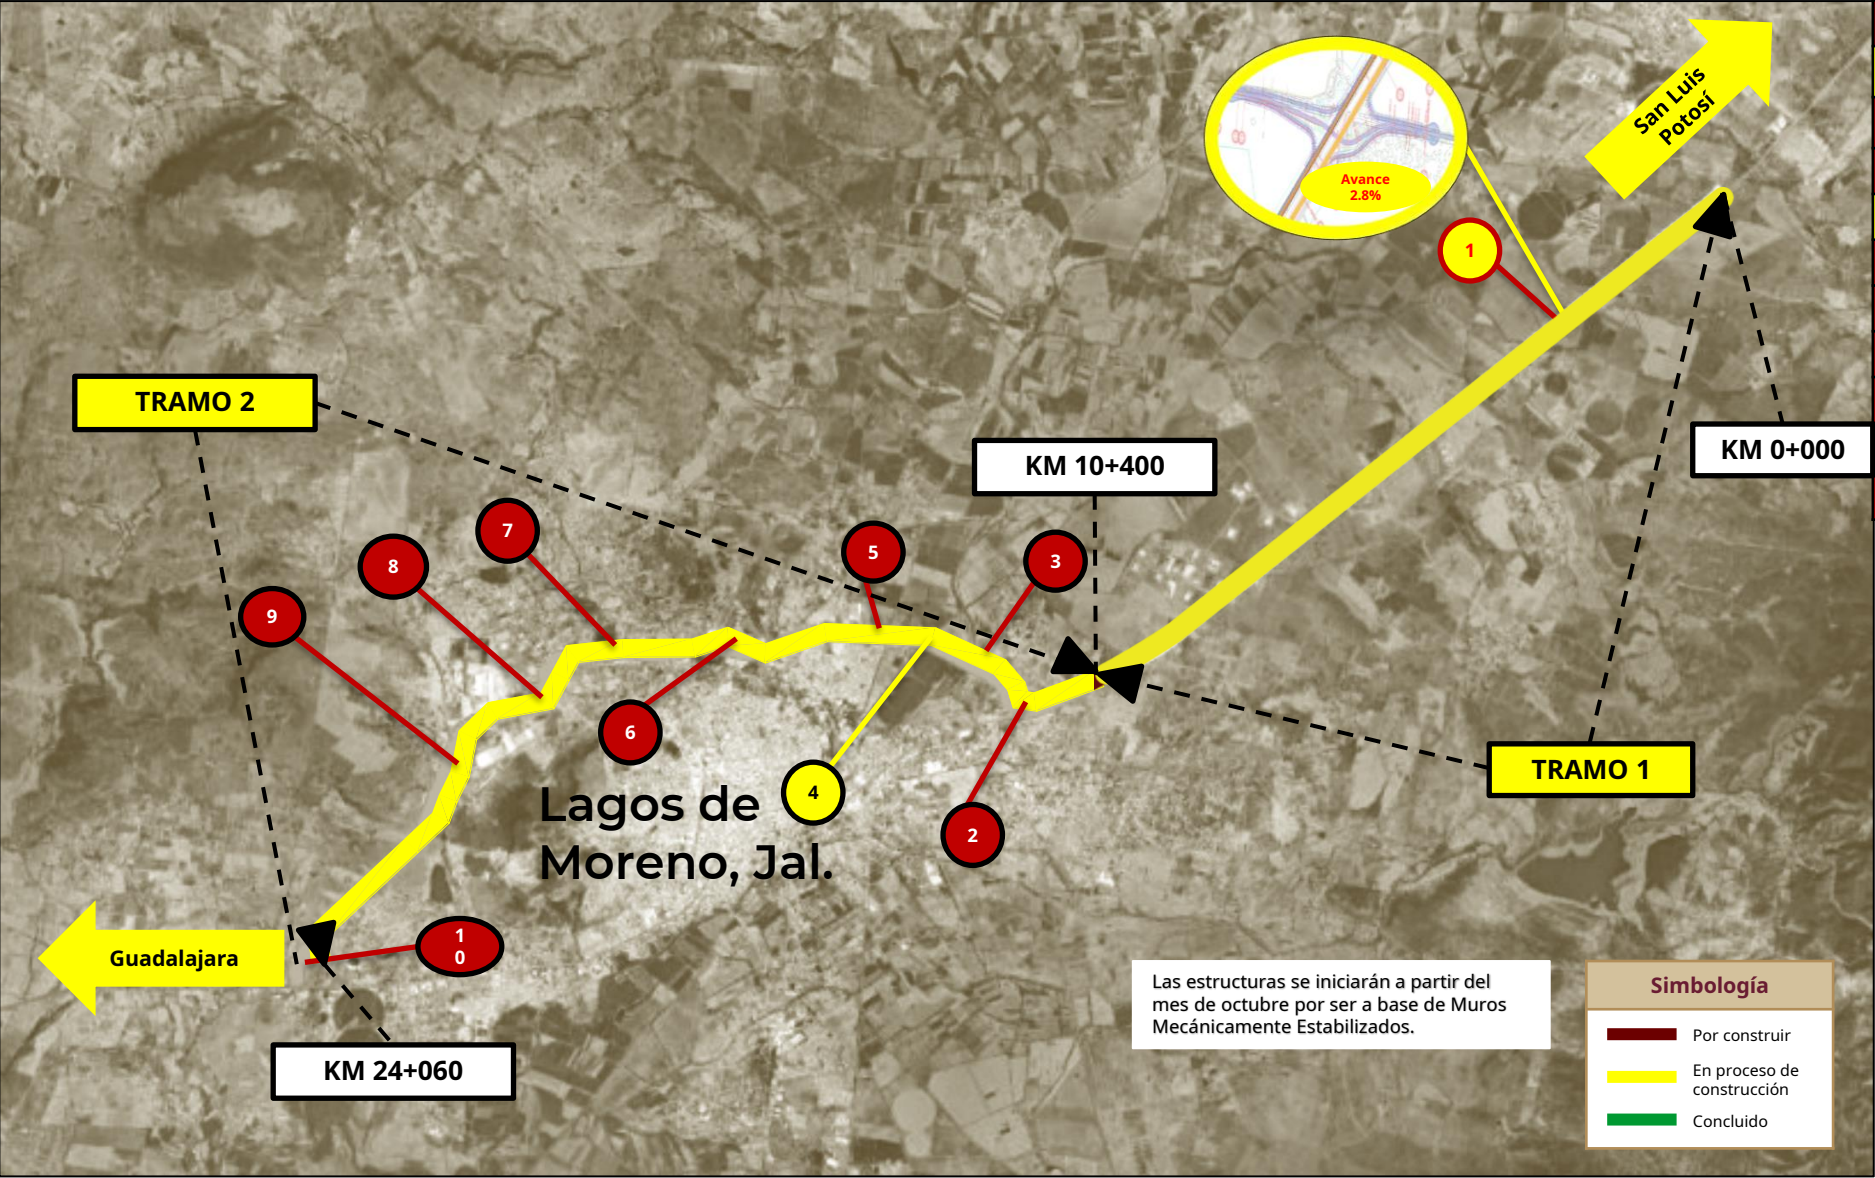 San Luis
Potosí
Avance
2.8%
1
TRAMO 2
KM 0+000
KM 10+400
7
5
3
8
9
6
4
TRAMO 1
2
Lagos de
Moreno, Jal.
1
0
Guadalajara
KM 24+060
Las estructuras se iniciarán a partir del
mes de octubre por ser a base de Muros
Mecánicamente Estabilizados.
Simbología
Por construir
En proceso de
construcción
Concluido